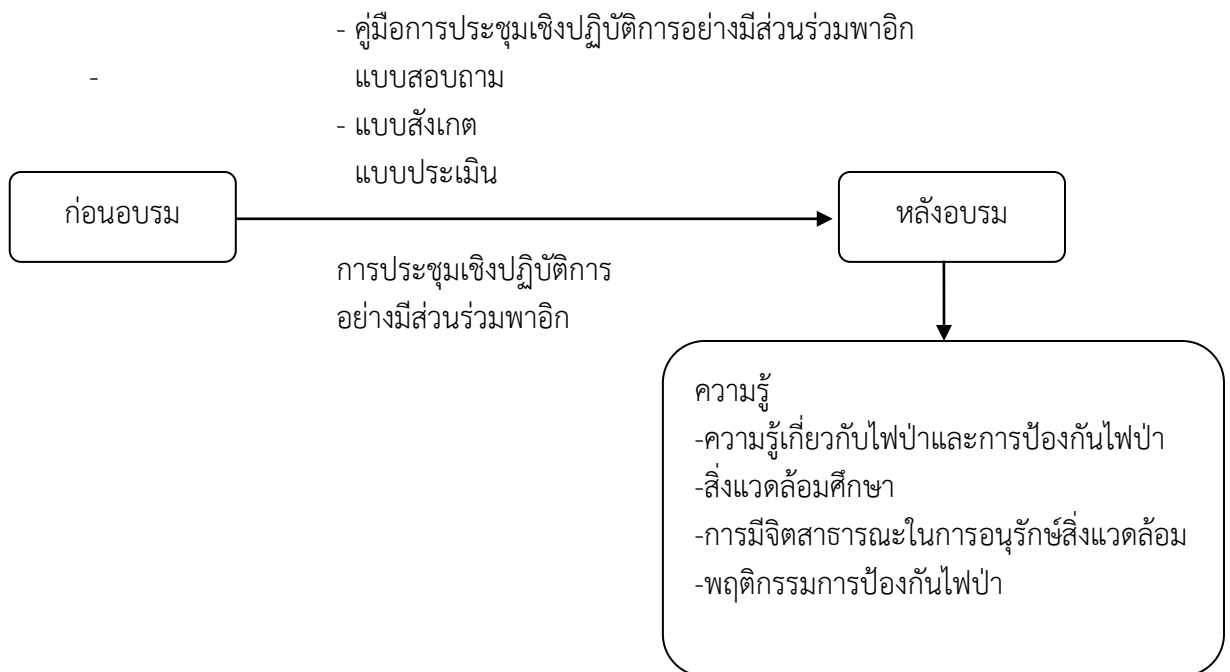 - คู่มือการประชุมเชิงปฏิบัติการอย่างมีส่วนร่วมพาอิก
-
แบบสอบถาม
- แบบสังเกต
แบบประเมิน
ก่อนอบรม
หลังอบรม
การประชุมเชิงปฏิบัติการ
อย่างมีส่วนร่วมพาอิก
ความรู้
-ความรู้เกี่ยวกับไฟป่าและการป้องกันไฟป่า
-สิ่งแวดล้อมศึกษา
-การมีจิตสาธารณะในการอนุรักษ์สิ่งแวดล้อม
-พฤติกรรมการป้องกันไฟป่า